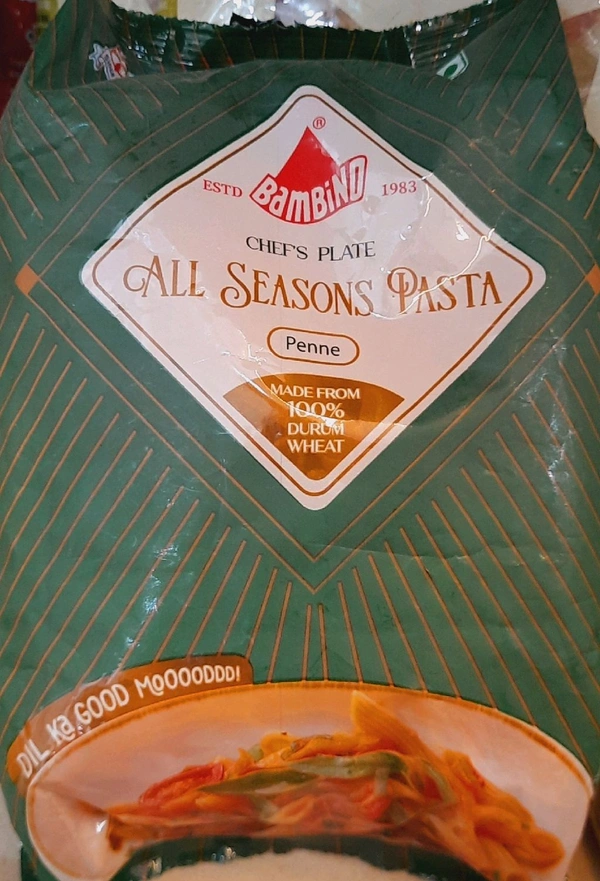 ®
ESTD BamBiNO 1983
CHEF'S PLATE
ALL SEASONS PASTA
Penne
MADE FROM
100%
DURUM
WHEAT
DIL Ka GOOD MOOOODDD!